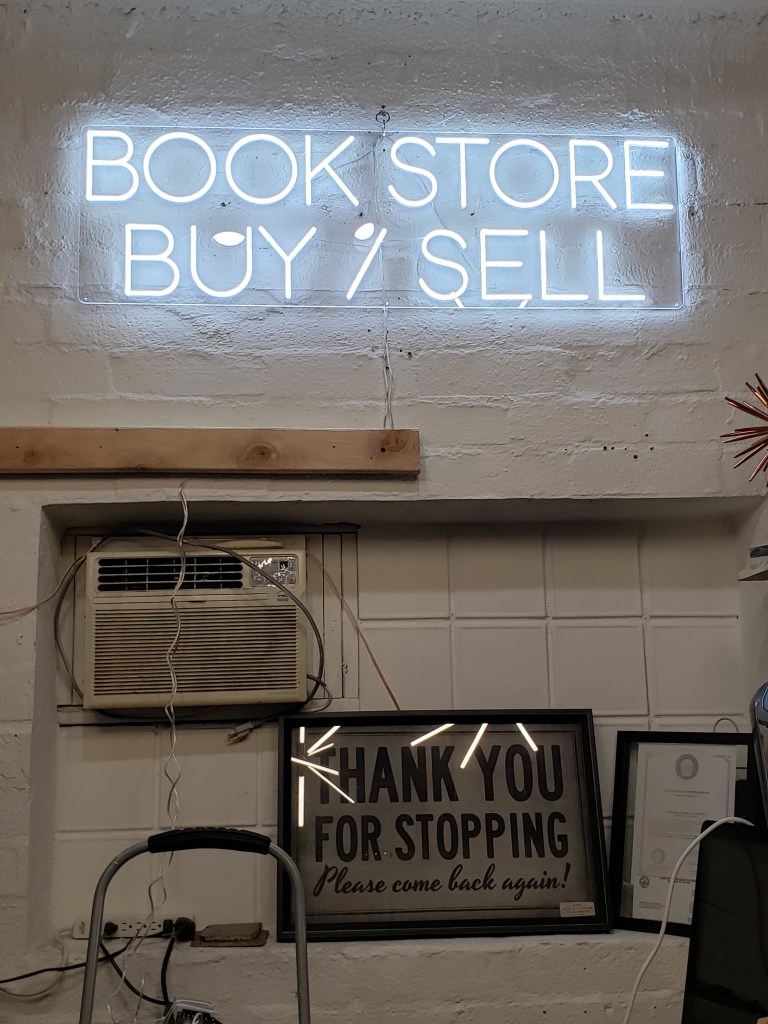 BOOK STORE
BUY / SELL
THANK YOU
FOR STOPPING
Please come back again!